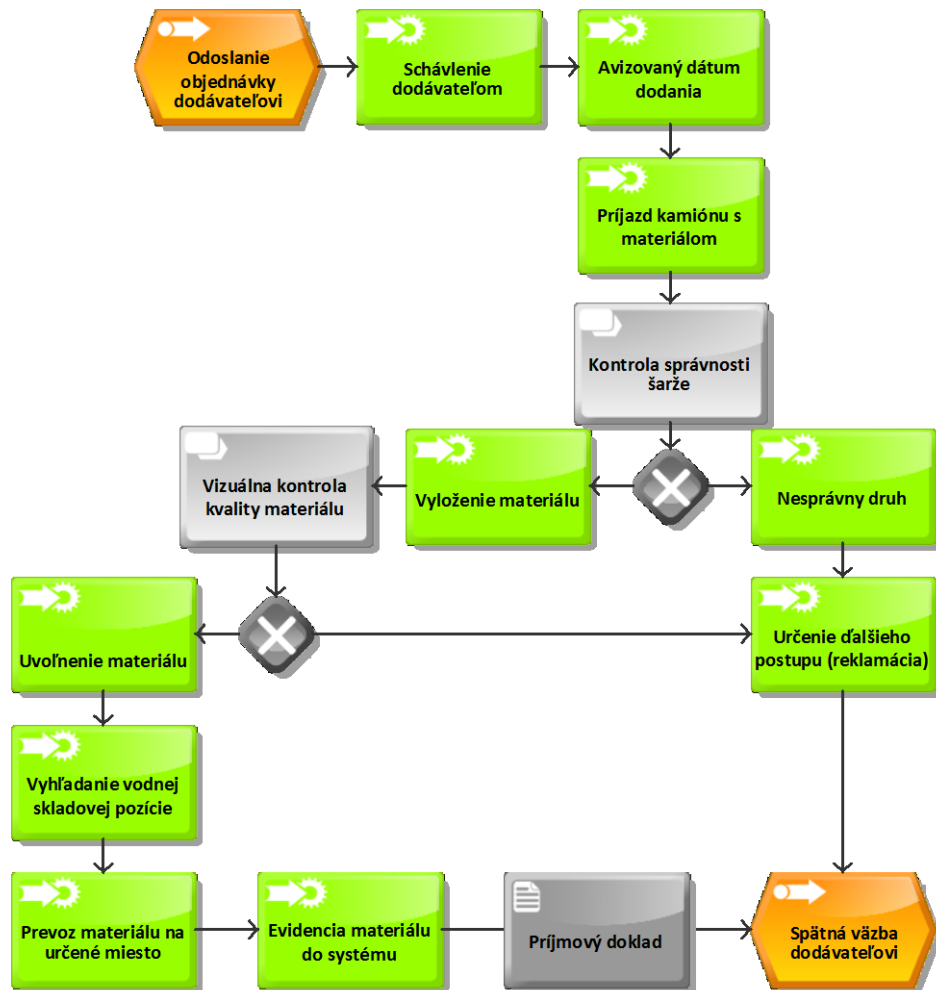 Odoslanie
objednávky
dodávateľovi
Schávlenie
dodávateľom
Avizovaný dátum
dodania
Príjazd kamiónu s
materiálom
Kontrola správnosti
šarže
Vizuálna kontrola
kvality materiálu
Vyloženie materiálu
Nesprávny druh
Uvoľnenie materiálu
Určenie ďalšieho
postupu (reklamácia)
Vyhľadanie vodnej
skladovej pozície
Prevoz materiálu na
určené miesto
Evidencia materiálu
do systému
Príjmový doklad
Spätná väzba
dodávateľovi